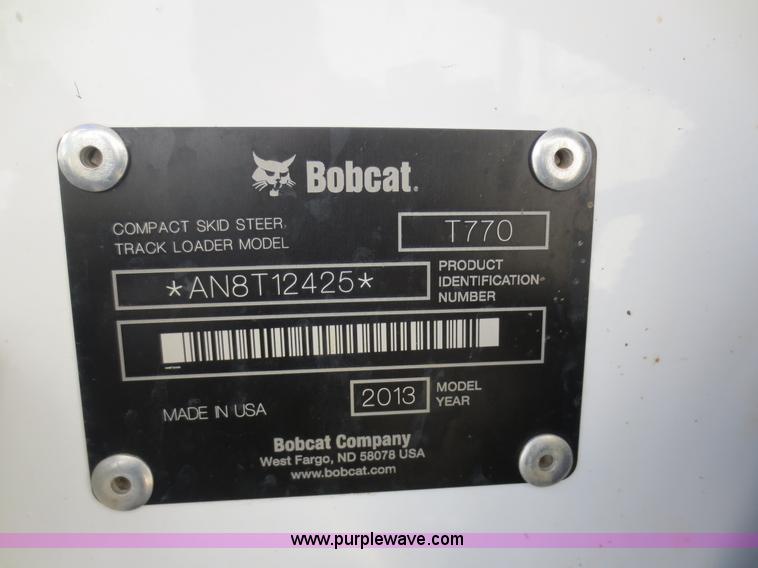 Bobcat.
COMPACT SKID STEER
TRACK LOADER MODEL
T770
*AN8T12425*
PRODUCT
IDENTIFICATION
NUMBER
MADE IN USA
2013
MODEL
YEAR
Bobcat Company
West Fargo, ND 58078 USA
www.bobcat.com
www.purplewave.com